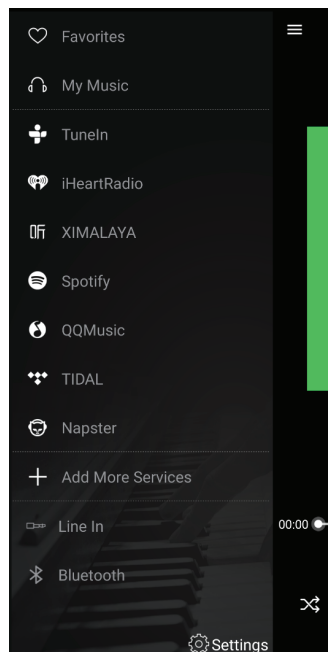 Favorites
My Music
TuneIn
iHeartRadio
XIMALAYA
Spotify
QQMusic
TIDAL
Napster
Add More Services
Line In
00:00
Bluetooth
Settings